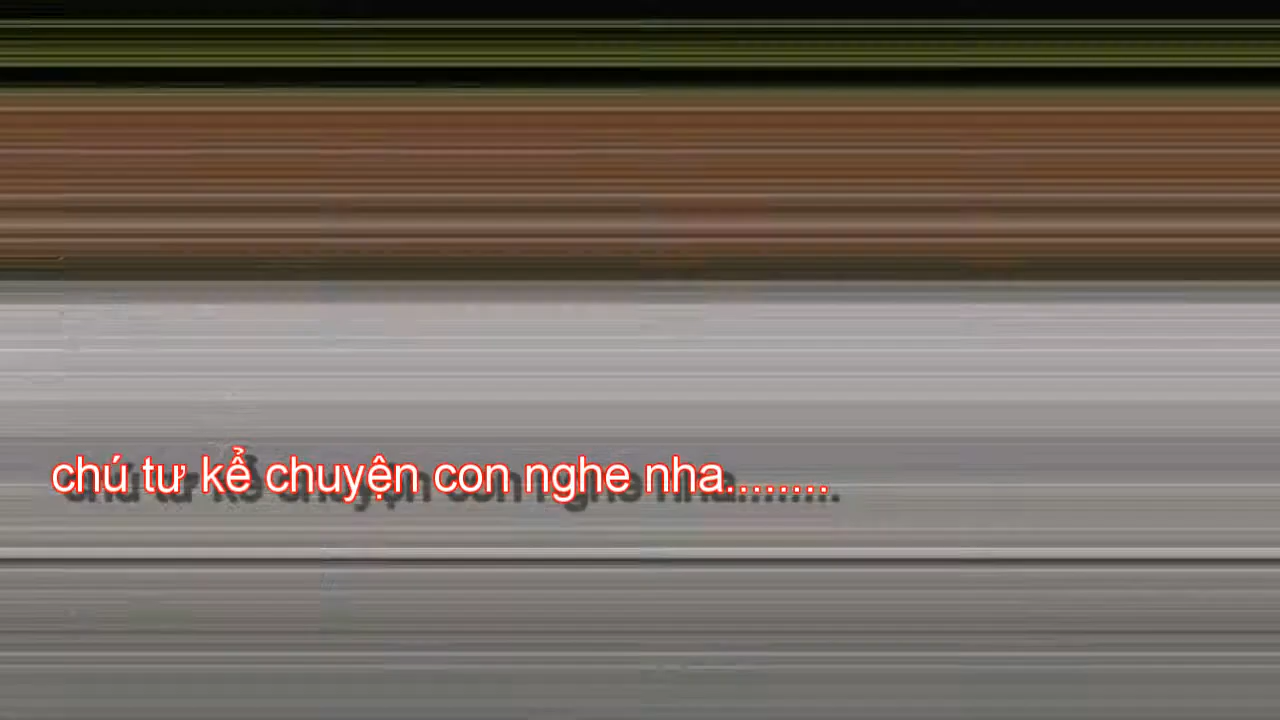 chú tư kể chuyện con nghe nha........